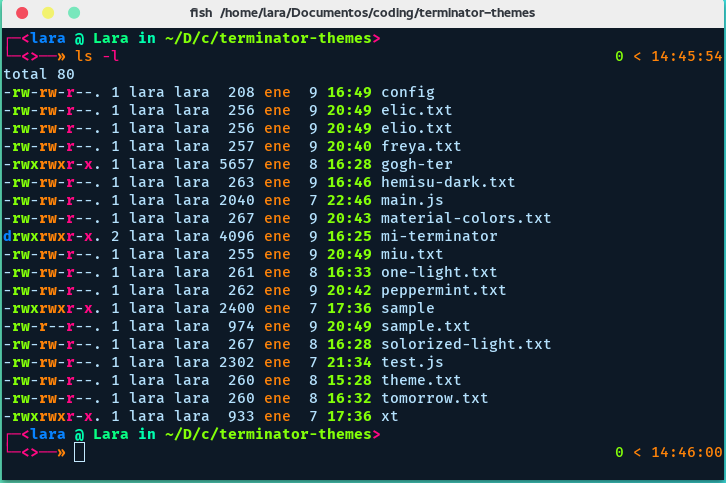 fish /home/lara/Documentos/coding/terminator-themes
┌─<lara @ Lara in ~/D/c/terminator-themes>
└─<>──» ls -l 0 < 14:45:54
total 80
-rw-rw-r--. 1 lara lara  208 ene  9 16:49 config
-rw-rw-r--. 1 lara lara  256 ene  9 20:49 elic.txt
-rw-rw-r--. 1 lara lara  256 ene  9 20:49 elio.txt
-rw-rw-r--. 1 lara lara  257 ene  9 20:40 freya.txt
-rwxrwxr-x. 1 lara lara 5657 ene  8 16:28 gogh-ter
-rw-rw-r--. 1 lara lara  263 ene  9 16:46 hemisu-dark.txt
-rw-rw-r--. 1 lara lara 2040 ene  7 22:46 main.js
-rw-rw-r--. 1 lara lara  267 ene  9 20:43 material-colors.txt
drwxrwxr-x. 2 lara lara 4096 ene  9 16:25 mi-terminator
-rw-rw-r--. 1 lara lara  255 ene  9 20:49 miu.txt
-rw-rw-r--. 1 lara lara  261 ene  8 16:33 one-light.txt
-rw-rw-r--. 1 lara lara  262 ene  9 20:42 peppermint.txt
-rwxrwxr-x. 1 lara lara 2400 ene  7 17:36 sample
-rw-r--r--. 1 lara lara  974 ene  9 20:49 sample.txt
-rw-rw-r--. 1 lara lara  267 ene  8 16:28 solorized-light.txt
-rw-rw-r--. 1 lara lara 2302 ene  7 21:34 test.js
-rw-rw-r--. 1 lara lara  260 ene  8 15:28 theme.txt
-rw-rw-r--. 1 lara lara  260 ene  8 16:32 tomorrow.txt
-rwxrwxr-x. 1 lara lara  933 ene  7 17:36 xt
┌─<lara @ Lara in ~/D/c/terminator-themes>
└─<>──» 0 < 14:46:00